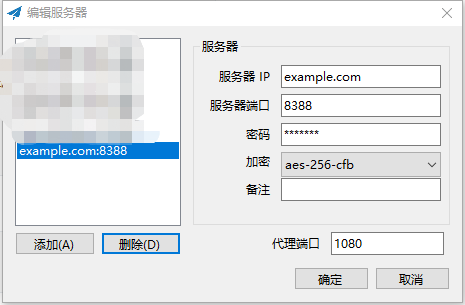 编辑服务器
服务器
服务器 IP
example.com
服务器端口
8388
密码
*******
加密
aes-256-cfb
备注
example.com:8388
添加(A)
删除(D)
代理端口
1080
确定
取消